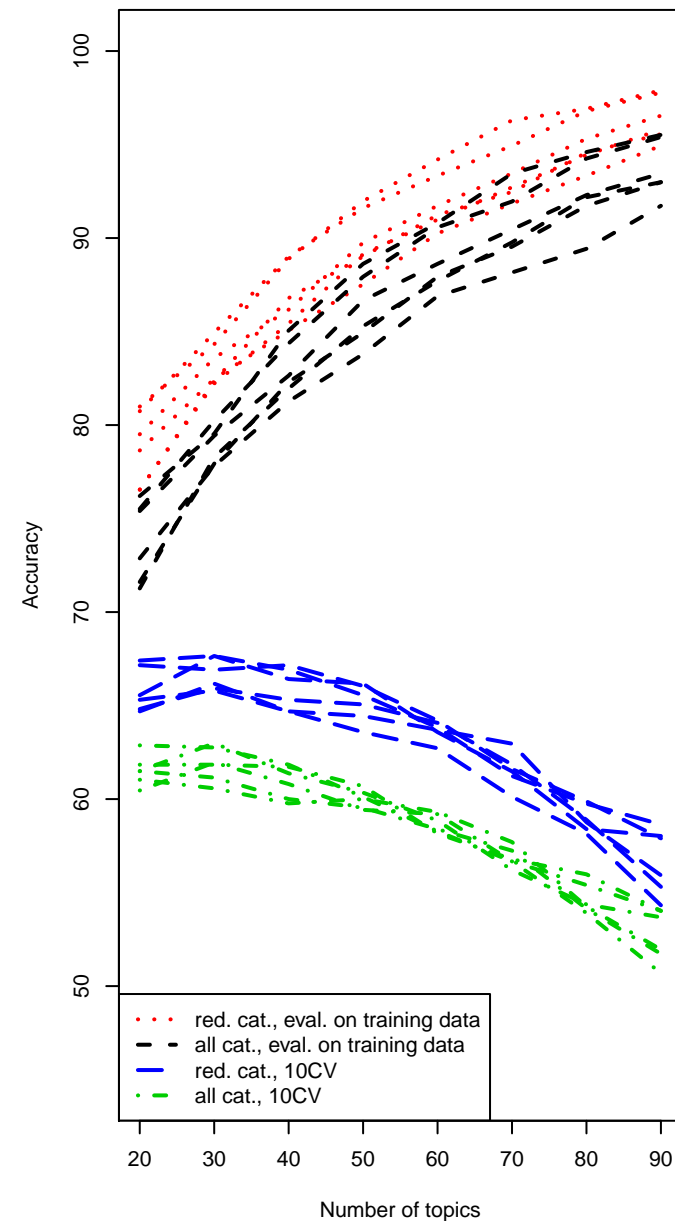 100
90
80
70
60
50
Accuracy
red. cat., eval. on training data
all cat., eval. on training data
red. cat., 10CV
all cat., 10CV
20 30 40 50 60 70 80 90
Number of topics